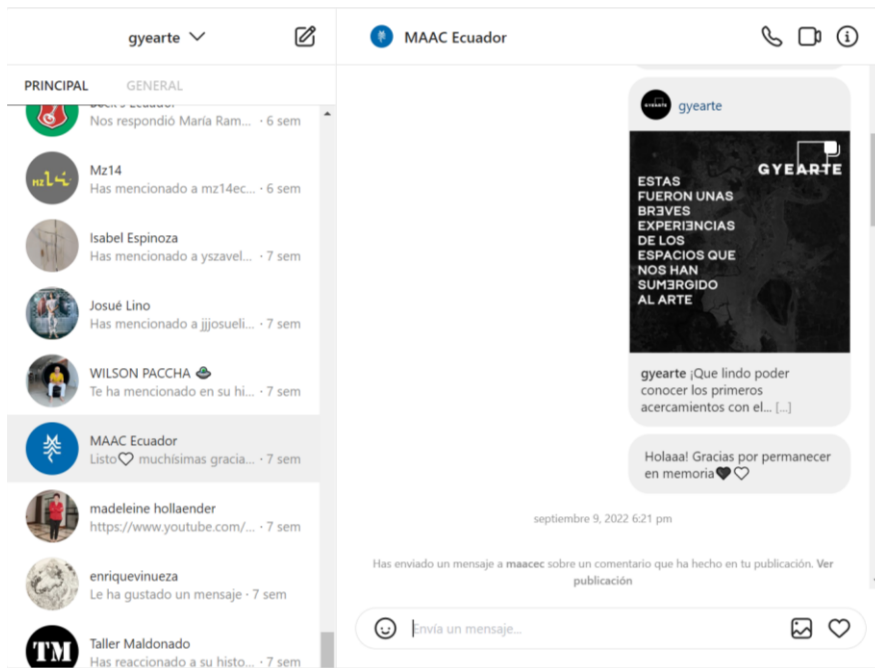 gyearte
MAAC Ecuador
PRINCIPAL GENERAL
Nos respondió María Ram... · 6 sem
Mz14
Has mencionado a mz14ec... · 6 sem
Isabel Espinoza
Has mencionado a yszavel... · 7 sem
Josué Lino
Has mencionado a jjjosueli... · 7 sem
WILSON PACCHA 🛸
Te ha mencionado en su hi... · 7 sem
MAAC Ecuador
Listo🤍 muchísimas gracia... · 7 sem
madeleine hollaender
https://www.youtube.com/... · 7 sem
enriquevinueza
Le ha gustado un mensaje · 7 sem
Taller Maldonado
Has reaccionado a su histo... · 7 sem
mz14
TM
gyearte
GYEARTE
ESTAS
FUERON UNAS
BRƎVES
EXPERIƎNCIAS
DE LOS
ESPACIOS QUE
NOS HAN
SUMƎRGIDO
AL ARTE
gyearte ¡Que lindo poder
conocer los primeros
acercamientos con el... [...]
Holaaa! Gracias por permanecer
en memoria🖤🤍
septiembre 9, 2022 6:21 pm
Has enviado un mensaje a maacec sobre un comentario que ha hecho en tu publicación. Ver
publicación
Envía un mensaje...